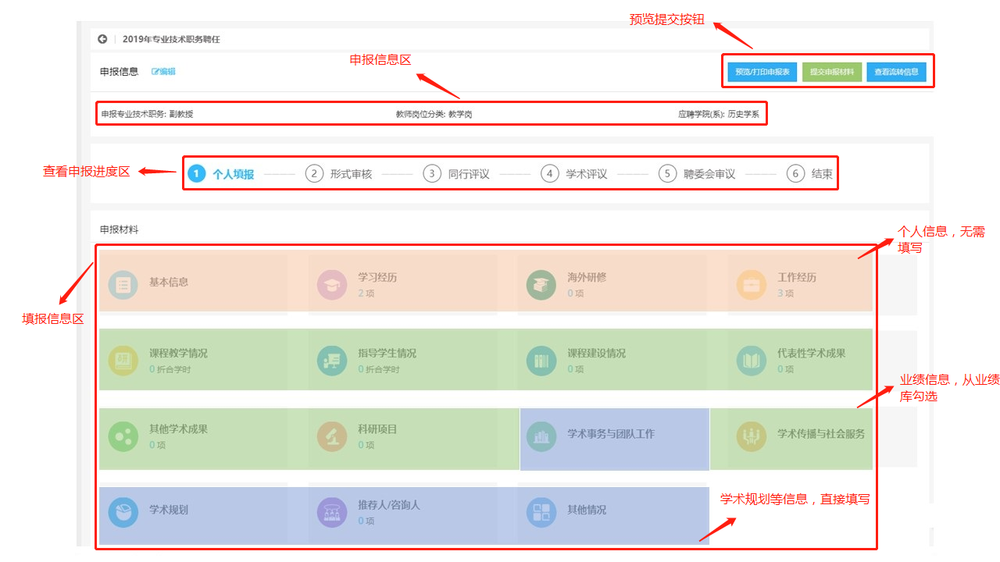 预览提交按钮
2019年专业技术职务聘任
申报信息区
申报信息 编辑
预览/打印申报表 提交申报材料 查看流转信息
申报专业技术职务: 副教授 教师岗位分类: 教学岗 应聘学院(系): 历史学系
查看申报进度区
1 个人填报 2 形式审核 3 同行评议 4 学术评议 5 聘委会审议 6 结束
申报材料
个人信息，无需
填写
基本信息
学习经历
2 项
海外研修
0 项
工作经历
3 项
填报信息区
课程教学情况
0 折合学时
指导学生情况
0 折合学时
课程建设情况
0 项
代表性学术成果
0 项
业绩信息，从业绩
库勾选
其他学术成果
0 项
科研项目
0 项
学术事务与团队工作
学术传播与社会服务
学术规划
推荐人/咨询人
0 项
其他情况
学术规划等信息，直接填写